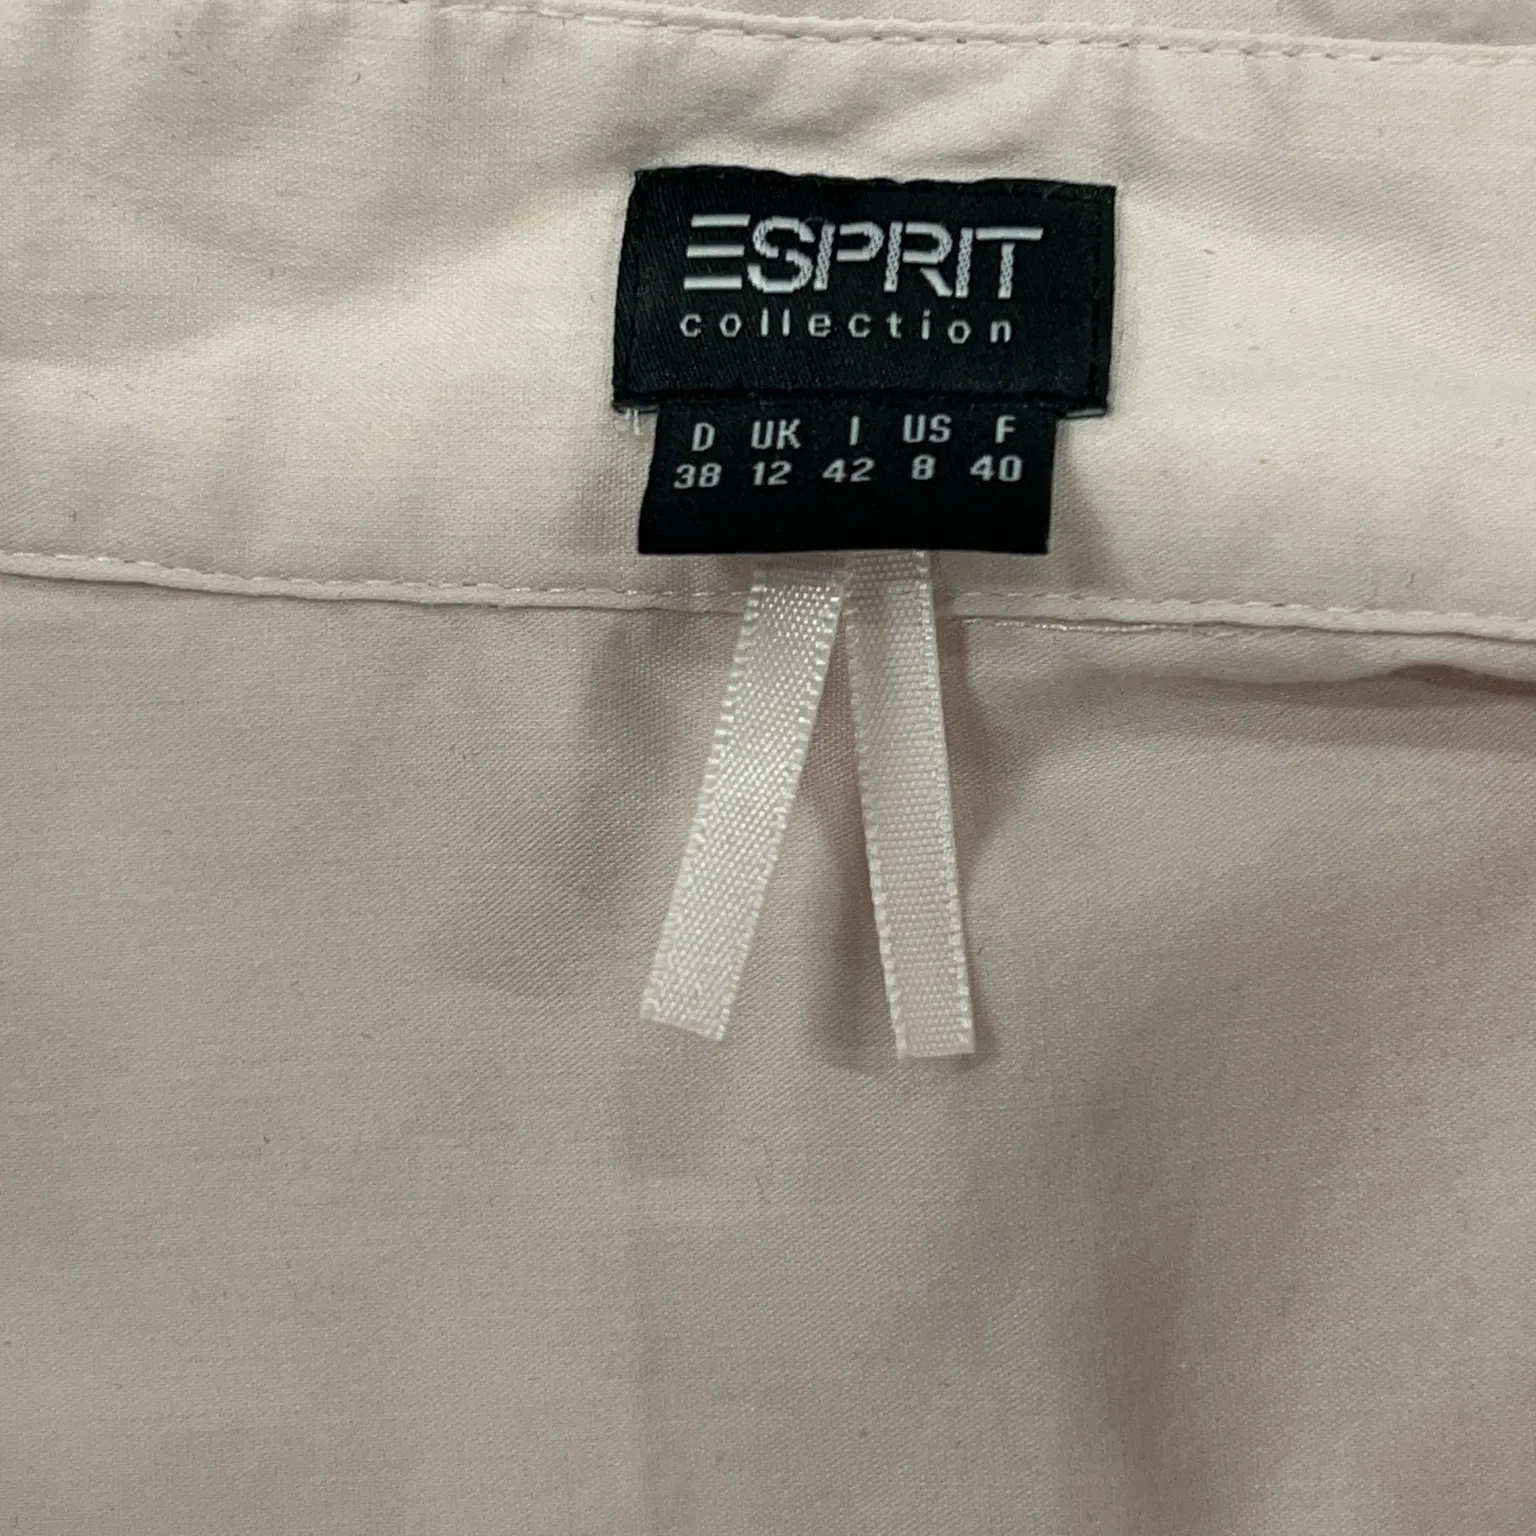 ESPRIT
collection
D UK I US F
38 12 42 8 40